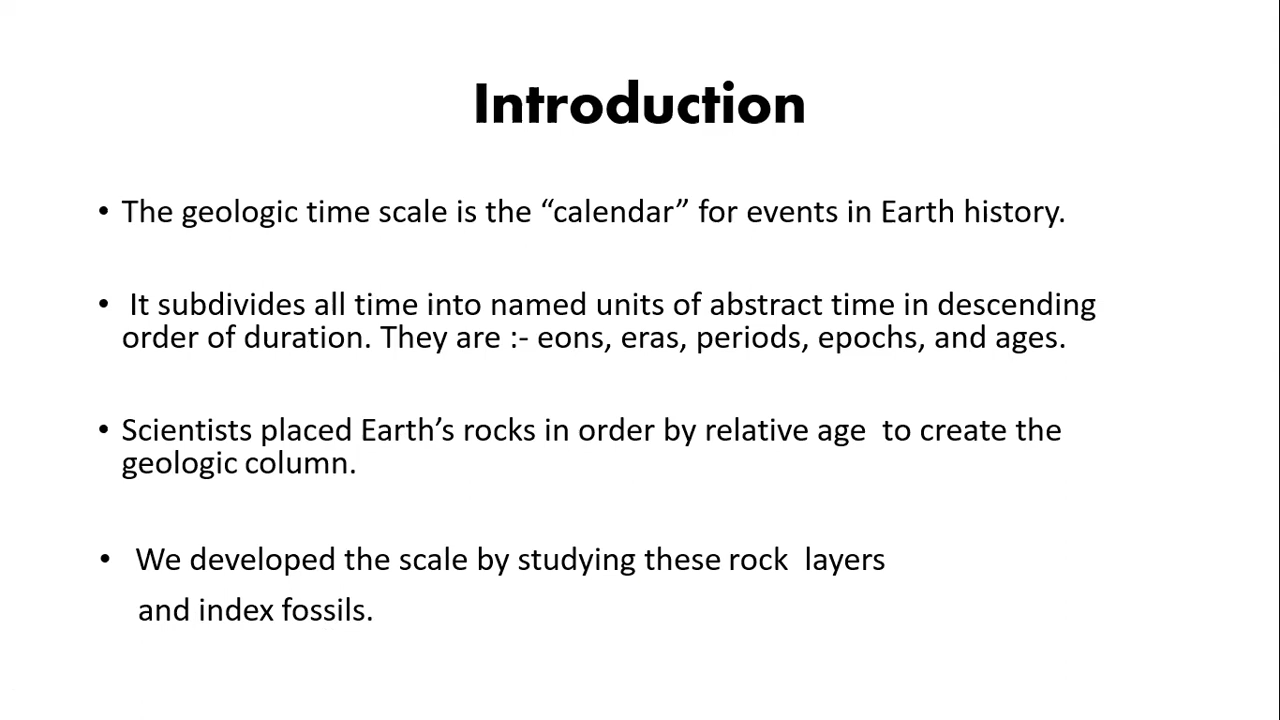 Introduction
• The geologic time scale is the “calendar” for events in Earth history.
• It subdivides all time into named units of abstract time in descending
order of duration. They are :- eons, eras, periods, epochs, and ages.
• Scientists placed Earth’s rocks in order by relative age  to create the
geologic column.
• We developed the scale by studying these rock  layers
and index fossils.